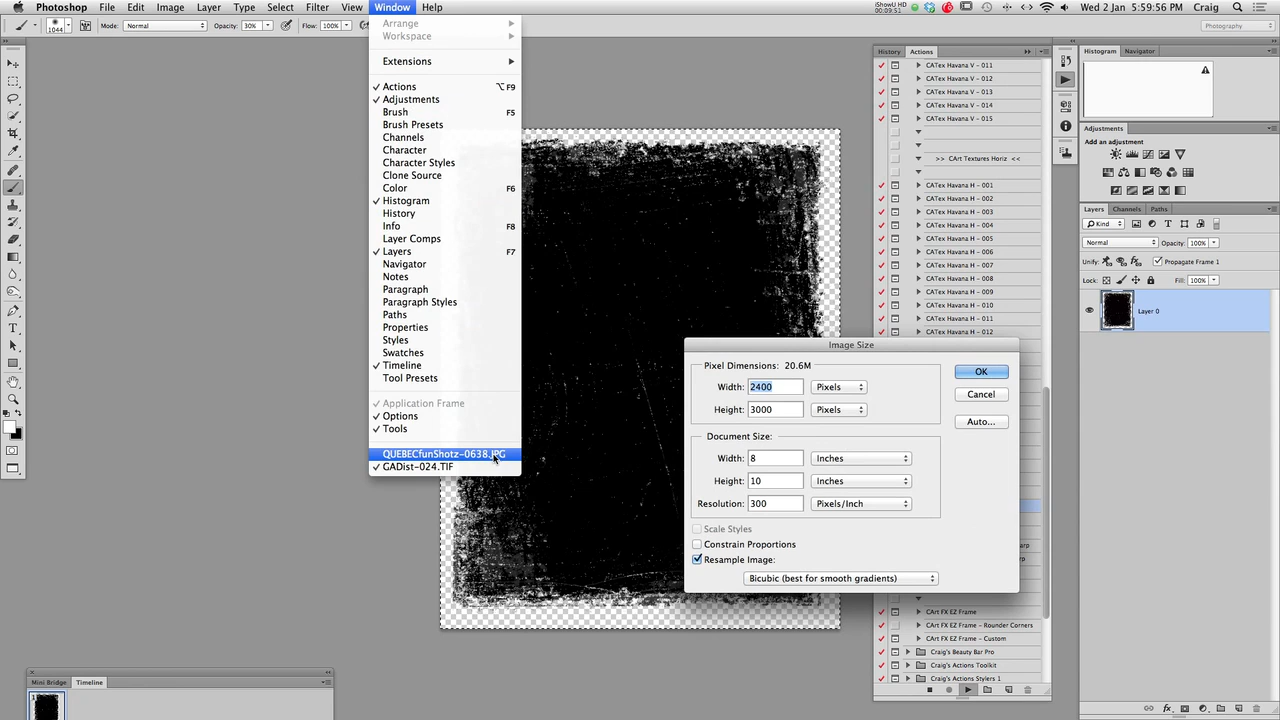 Photoshop File Edit Image Layer Type Select Filter View Window Help
iShowU HD
00:09:51
Wed 2 Jan 5:59:56 PM Craig
1044 Mode: Normal Opacity: 30% Flow: 100% Photography
Arrange
Workspace
Extensions
Actions ⌥F9
Adjustments
Brush F5
Brush Presets
Channels
Character
Character Styles
Clone Source
Color F6
Histogram
History
Info F8
Layer Comps
Layers F7
Navigator
Notes
Paragraph
Paragraph Styles
Paths
Properties
Styles
Swatches
Timeline
Tool Presets
Application Frame
Options
Tools
QUEBECfunShotz-0638.JPG
GADist-024.TIF
History Actions
CATex Havana V - 011
CATex Havana V - 012
CATex Havana V - 013
CATex Havana V - 014
CATex Havana V - 015
>> CArt Textures Horiz <<
CATex Havana H - 001
CATex Havana H - 002
CATex Havana H - 003
CATex Havana H - 004
CATex Havana H - 005
CATex Havana H - 006
CATex Havana H - 007
CATex Havana H - 008
CATex Havana H - 009
CATex Havana H - 010
CATex Havana H - 011
CATex Havana H - 012
Image Size
Pixel Dimensions: 20.6M
Width: 2400 Pixels
Height: 3000 Pixels
Document Size:
Width: 8 Inches
Height: 10 Inches
Resolution: 300 Pixels/Inch
Scale Styles
Constrain Proportions
Resample Image:
Bicubic (best for smooth gradients)
OK
Cancel
Auto...
CArt FX EZ Frame
CArt FX EZ Frame - Rounder Corners
CArt FX EZ Frame - Custom
Craig's Beauty Bar Pro
Craig's Actions Toolkit
Craig's Actions Stylers 1
Histogram Navigator
Adjustments
Add an adjustment
Layers Channels Paths
Kind
Normal Opacity: 100%
Unify: Propagate Frame 1
Lock: Fill: 100%
Layer 0
Mini Bridge Timeline